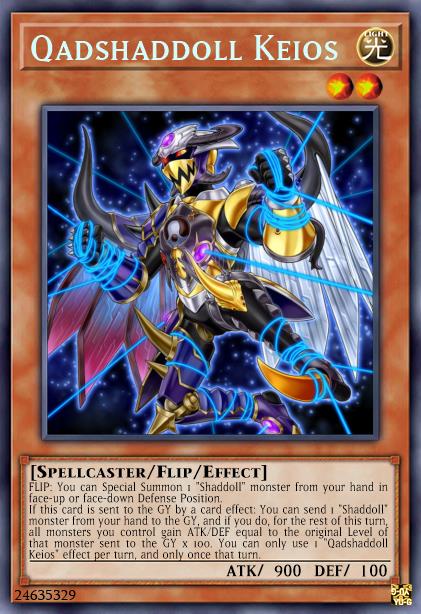 Qadshaddoll Keios
LIGHT
光
[Spellcaster/Flip/Effect]
FLIP: You can Special Summon 1 "Shaddoll" monster from your hand in
face-up or face-down Defense Position.
If this card is sent to the GY by a card effect: You can send 1 "Shaddoll"
monster from your hand to the GY, and if you do, for the rest of this turn,
all monsters you control gain ATK/DEF equal to the original Level of
that monster sent to the GY x 100. You can only use 1 "Qadshaddoll
Keios" effect per turn, and only once that turn.
ATK/ 900 DEF/ 100
24635329